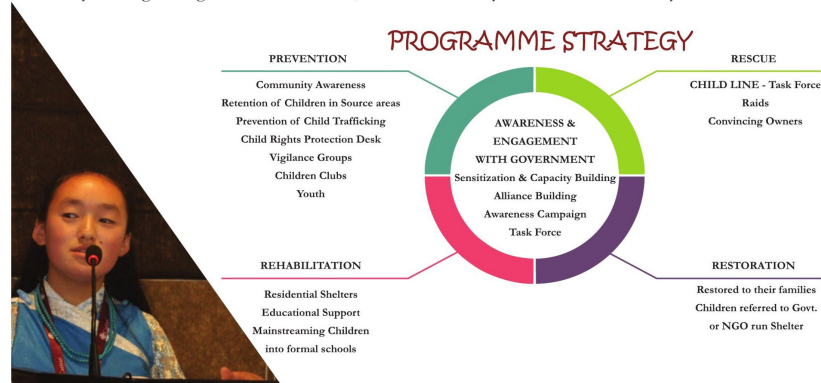 PROGRAMME STRATEGY
PREVENTION
Community Awareness
Retention of Children in Source areas
Prevention of Child Trafficking
Child Rights Protection Desk
Vigilance Groups
Children Clubs
Youth
RESCUE
CHILD LINE - Task Force
Raids
Convincing Owners
AWARENESS &
ENGAGEMENT
WITH GOVERNMENT
Sensitization & Capacity Building
Alliance Building
Awareness Campaign
Task Force
REHABILITATION
Residential Shelters
Educational Support
Mainstreaming Children
into formal schools
RESTORATION
Restored to their families
Children referred to Govt.
or NGO run Shelter